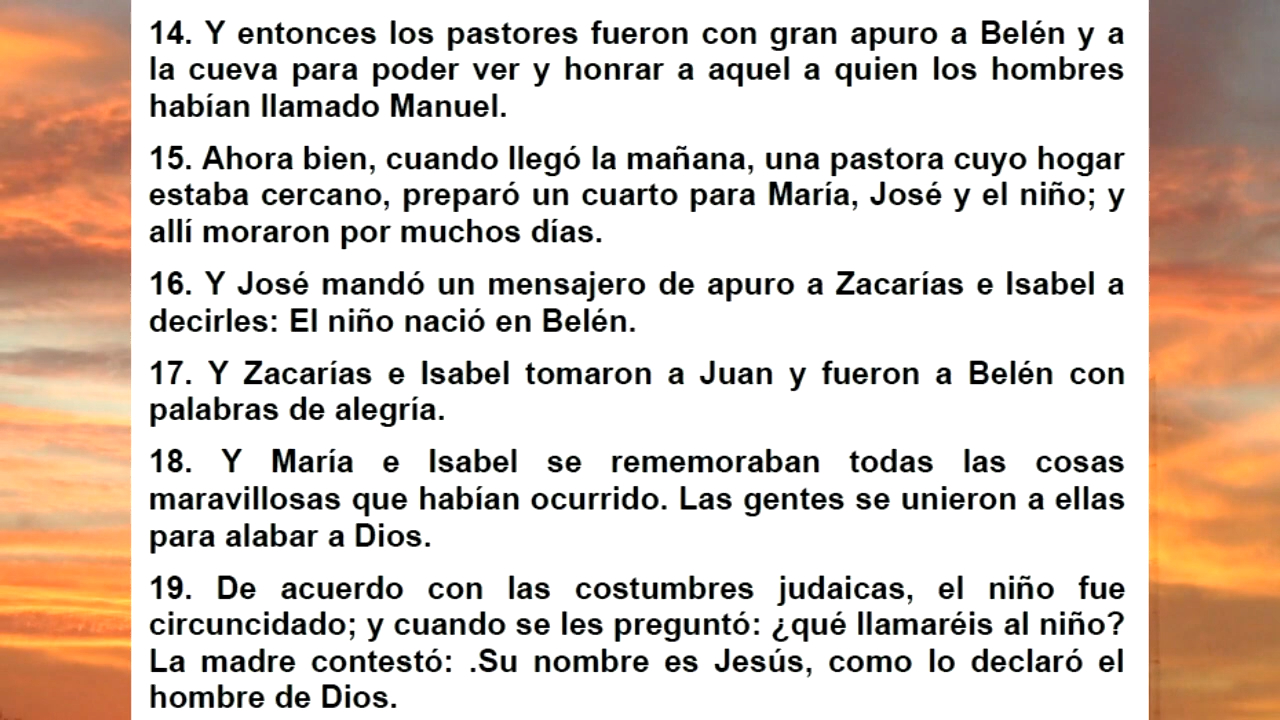 14. Y entonces los pastores fueron con gran apuro a Belén y a
la cueva para poder ver y honrar a aquel a quien los hombres
habían llamado Manuel.
15. Ahora bien, cuando llegó la mañana, una pastora cuyo hogar
estaba cercano, preparó un cuarto para María, José y el niño; y
allí moraron por muchos días.
16. Y José mandó un mensajero de apuro a Zacarías e Isabel a
decirles: El niño nació en Belén.
17. Y Zacarías e Isabel tomaron a Juan y fueron a Belén con
palabras de alegría.
18. Y María e Isabel se rememoraban todas las cosas
maravillosas que habían ocurrido. Las gentes se unieron a ellas
para alabar a Dios.
19. De acuerdo con las costumbres judaicas, el niño fue
circuncidado; y cuando se les preguntó: ¿qué llamaréis al niño?
La madre contestó: .Su nombre es Jesús, como lo declaró el
hombre de Dios.